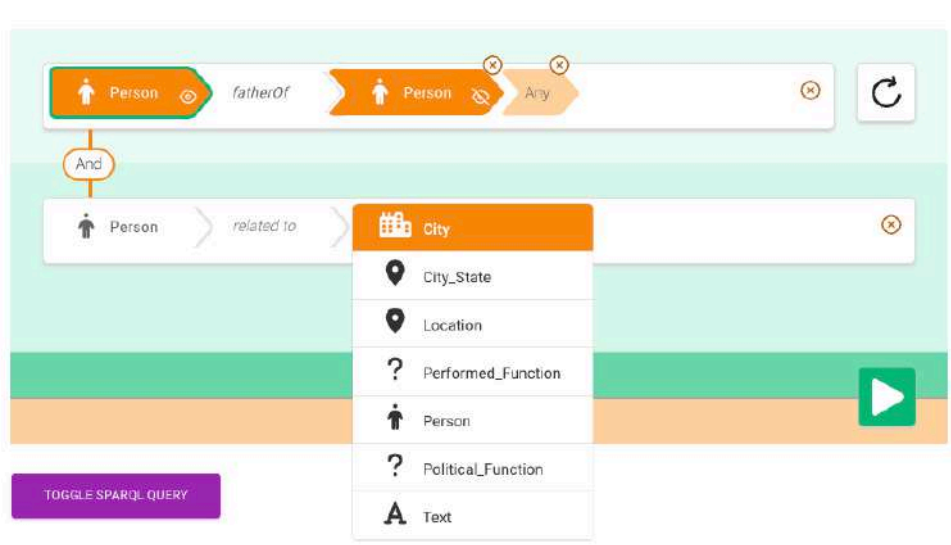 Person fatherOf Person Any
And
Person related to City
City_State
Location
? Performed_Function
Person
? Political_Function
TOGGLE SPARQL QUERY
A Text